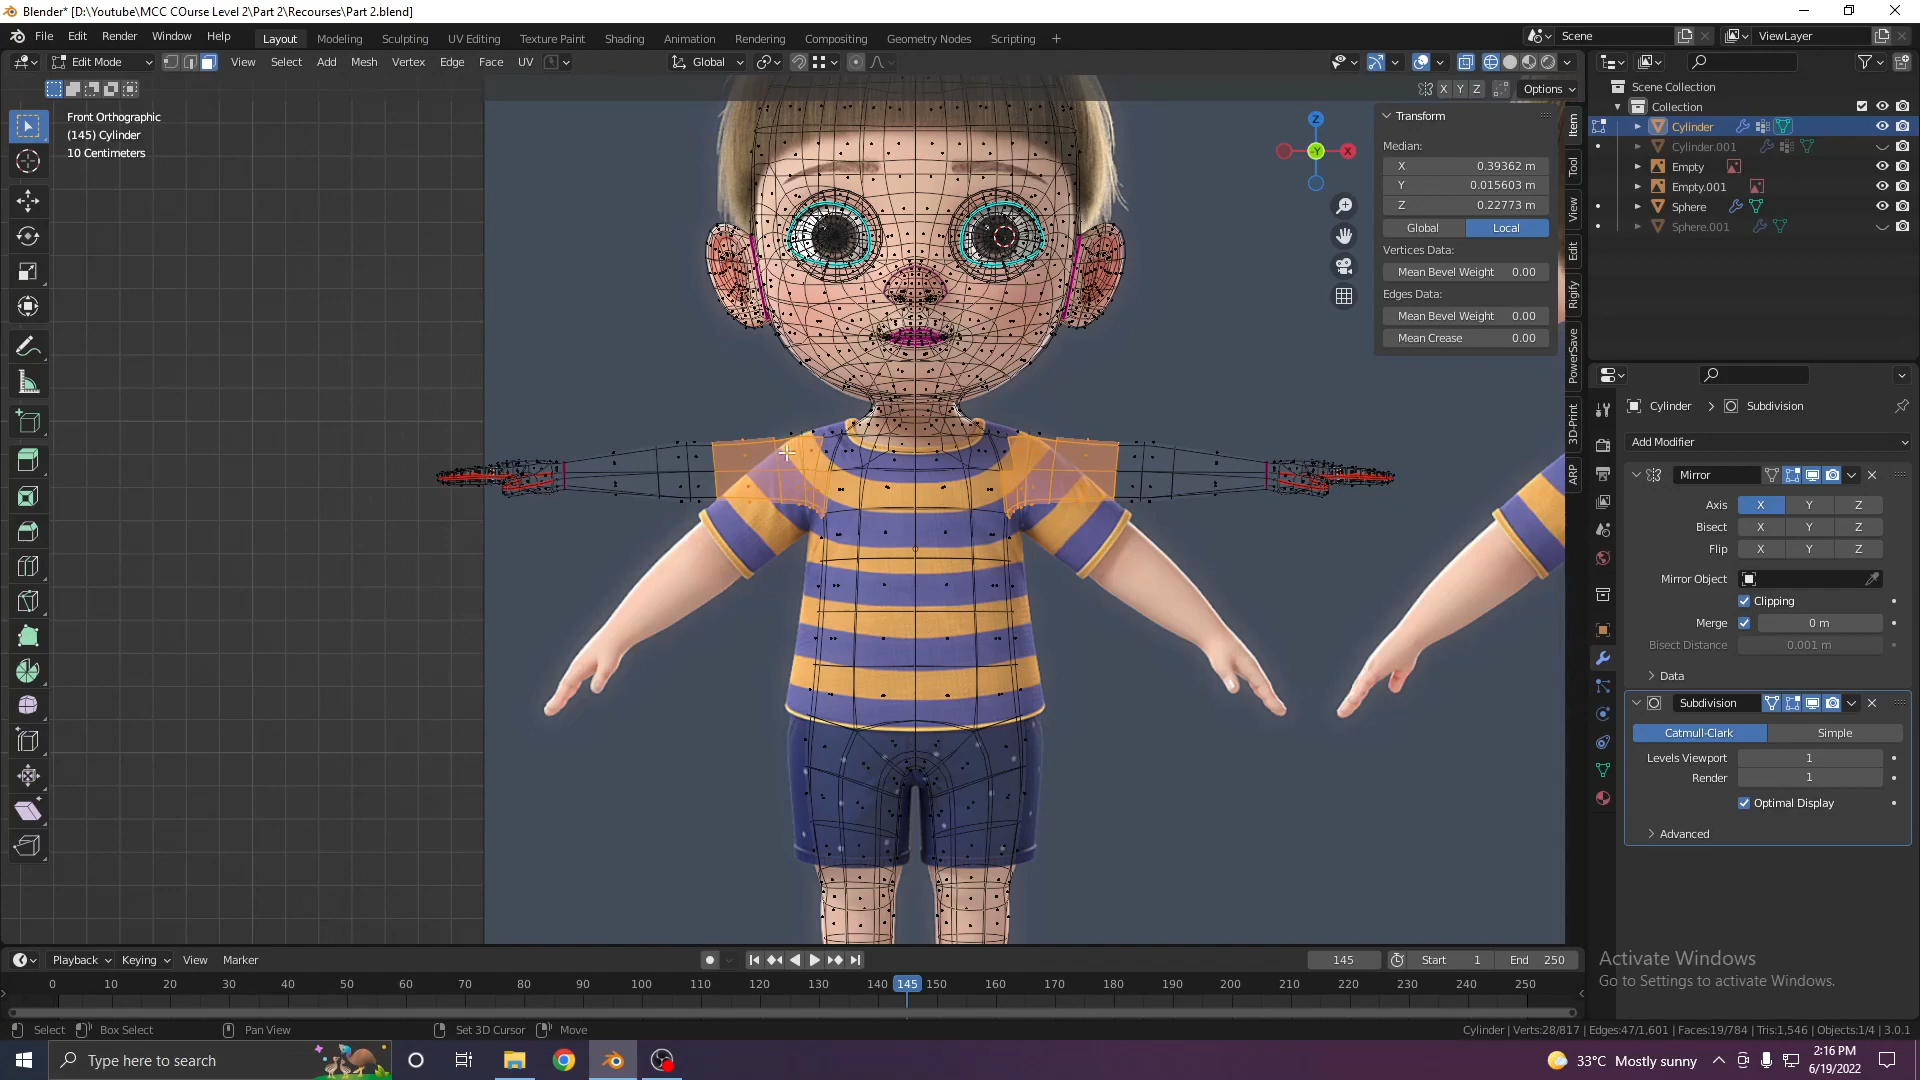 Blender* [D:\Youtube\MCC COurse Level 2\Part 2\Recourses\Part 2.blend]
File Edit Render Window Help Layout Modeling Sculpting UV Editing Texture Paint Shading Animation Rendering Compositing Geometry Nodes Scripting + Scene ViewLayer
Edit Mode View Select Add Mesh Vertex Edge Face UV Global
X Y Z Options
Front Orthographic
(145) Cylinder
10 Centimeters
Z
-Y X
Transform
Median:
X 0.39362 m
Y 0.015603 m
Z 0.22773 m
Global Local
Vertices Data:
Mean Bevel Weight 0.00
Edges Data:
Mean Bevel Weight 0.00
Mean Crease 0.00
Item
Tool
View
Edit
Rigify
PowerSave
3D-Print
ARP
Scene Collection
Collection
Cylinder
Cylinder.001
Empty
Empty.001
Sphere
Sphere.001
Cylinder > Subdivision
Add Modifier
Mirror
Axis X Y Z
Bisect X Y Z
Flip X Y Z
Mirror Object
Clipping
Merge 0 m
Bisect Distance 0.001 m
Data
Subdivision
Catmull-Clark Simple
Levels Viewport 1
Render 1
Optimal Display
Advanced
Activate Windows
Go to Settings to activate Windows.
Playback Keying View Marker 145 Start 1 End 250
0 10 20 30 40 50 60 70 80 90 100 110 120 130 140 145 150 160 170 180 190 200 210 220 230 240 250
Select Box Select Pan View Set 3D Cursor Move Cylinder | Verts:28/817 | Edges:47/1,601 | Faces:19/784 | Tris:1,546 | Objects:1/4 | 3.0.1
Type here to search 33°C Mostly sunny 2:16 PM
6/19/2022